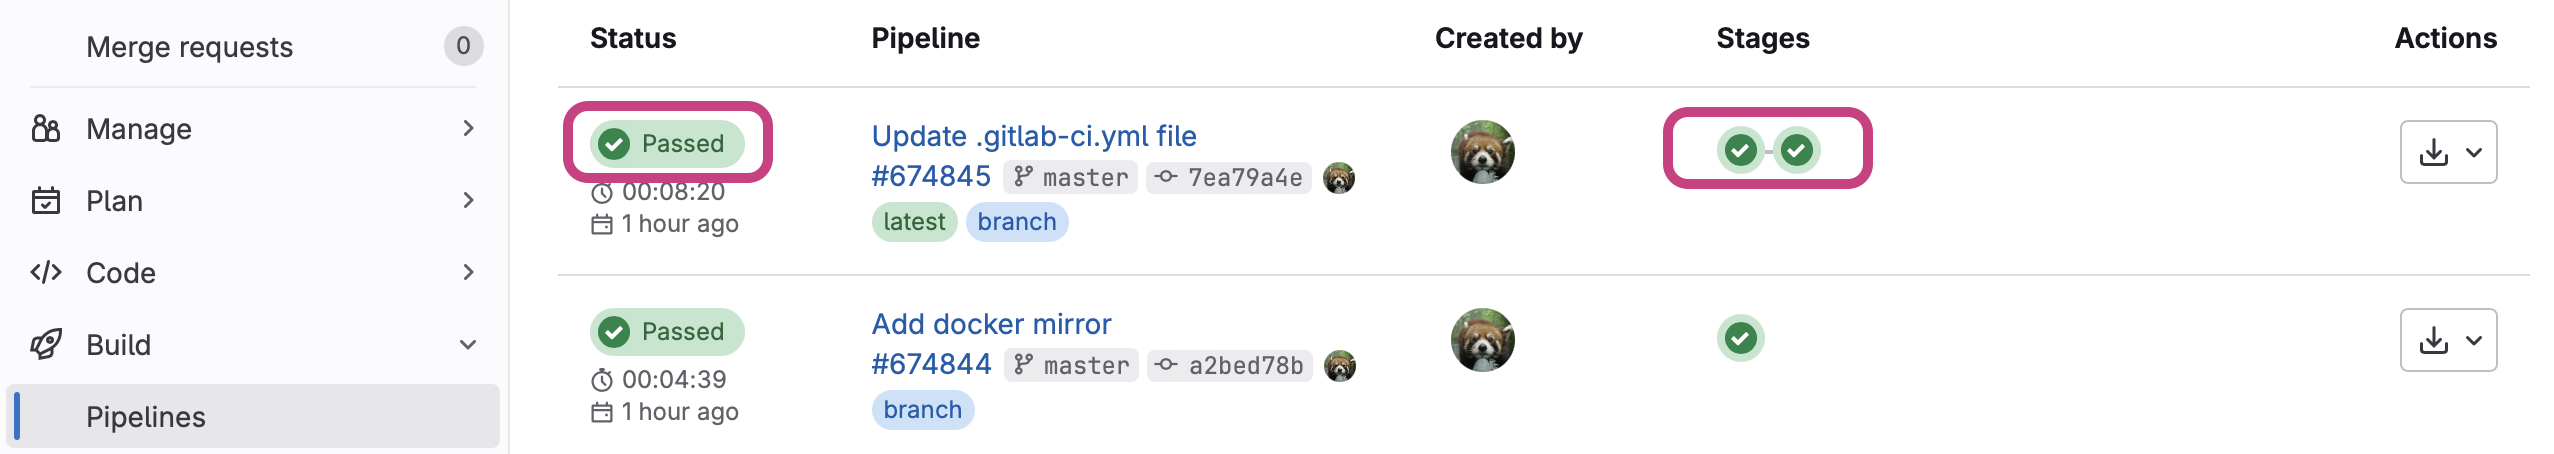 Merge requests 0
Manage
Plan
Code
Build
Pipelines
Status Pipeline Created by Stages Actions
Passed
00:08:20
1 hour ago
Update .gitlab-ci.yml file
#674845 master 7ea79a4e
latest branch
Passed
00:04:39
1 hour ago
Add docker mirror
#674844 master a2bed78b
branch